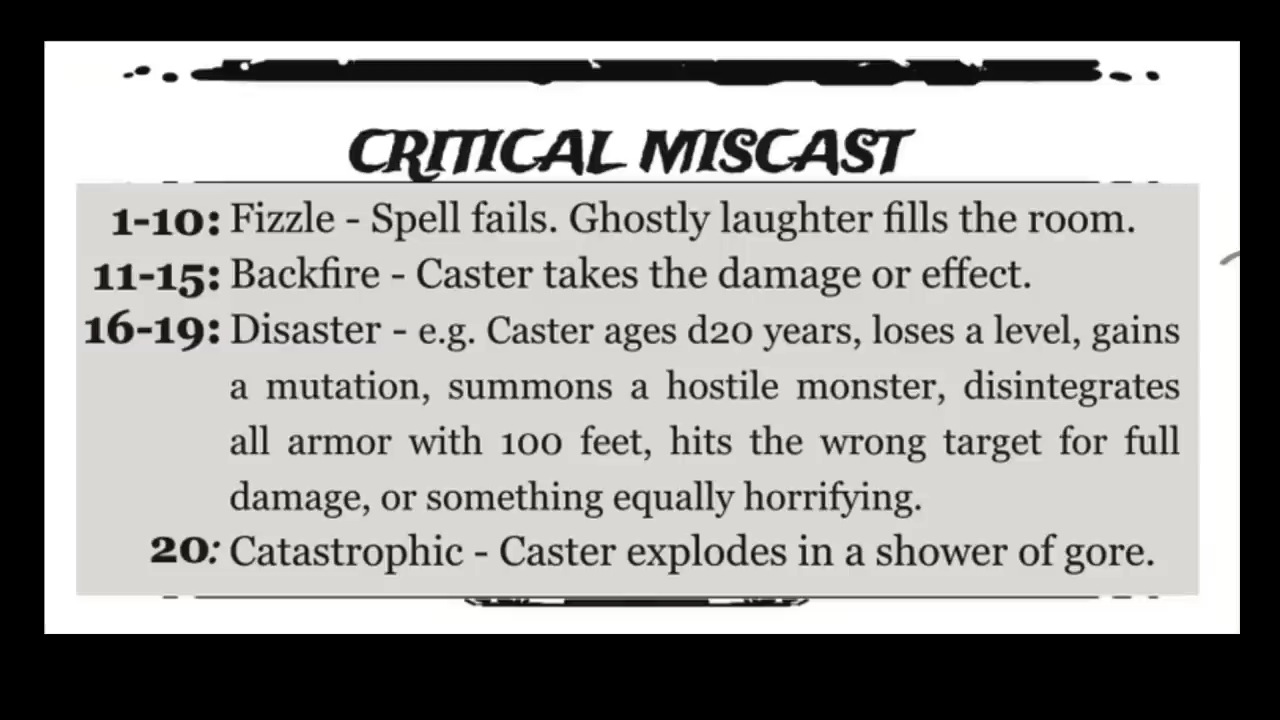 CRITICAL MISCAST
1-10: Fizzle - Spell fails. Ghostly laughter fills the room.
11-15: Backfire - Caster takes the damage or effect.
16-19: Disaster - e.g. Caster ages d20 years, loses a level, gains
a mutation, summons a hostile monster, disintegrates
all armor with 100 feet, hits the wrong target for full
damage, or something equally horrifying.
20: Catastrophic - Caster explodes in a shower of gore.